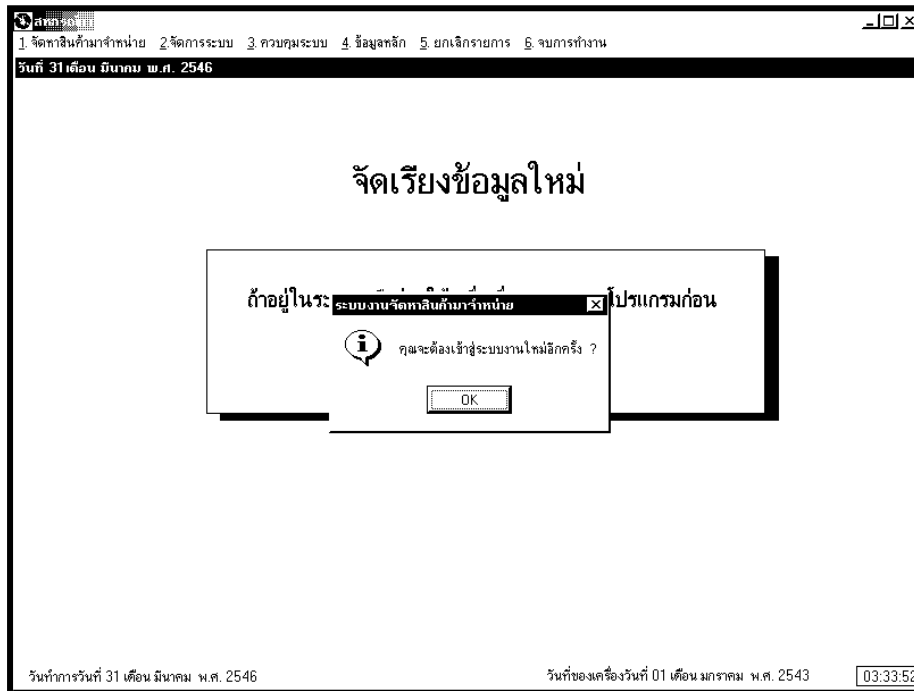 สหกรณ์
1. จัดหาสินค้ามาจำหน่าย 2.จัดการระบบ 3. ควบคุมระบบ 4. ข้อมูลหลัก 5. ยกเลิกรายการ 6. จบการทำงาน
วันที่ 31 เดือน มีนาคม พ.ศ. 2546
จัดเรียงข้อมูลใหม่
ถ้าอยู่ในระ โปรแกรมก่อน
ระบบงานจัดหาสินค้ามาจำหน่าย
คุณจะต้องเข้าสู่ระบบงานใหม่อีกครั้ง ?
OK
วันทำการวันที่ 31 เดือน มีนาคม พ.ศ. 2546 วันที่ของเครื่องวันที่ 01 เดือน มกราคม พ.ศ. 2543 03:33:52